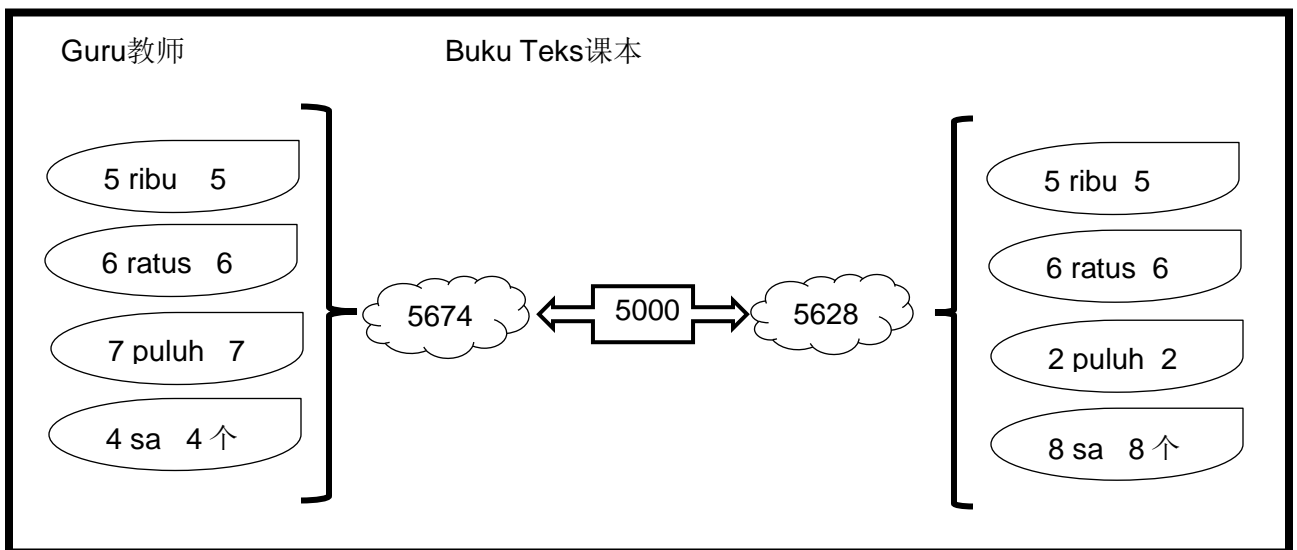 Guru教师
Buku Teks课本
5 ribu 5
6 ratus 6
7 puluh 7
4 sa 4个
5674
5000
5628
5 ribu 5
6 ratus 6
2 puluh 2
8 sa 8个